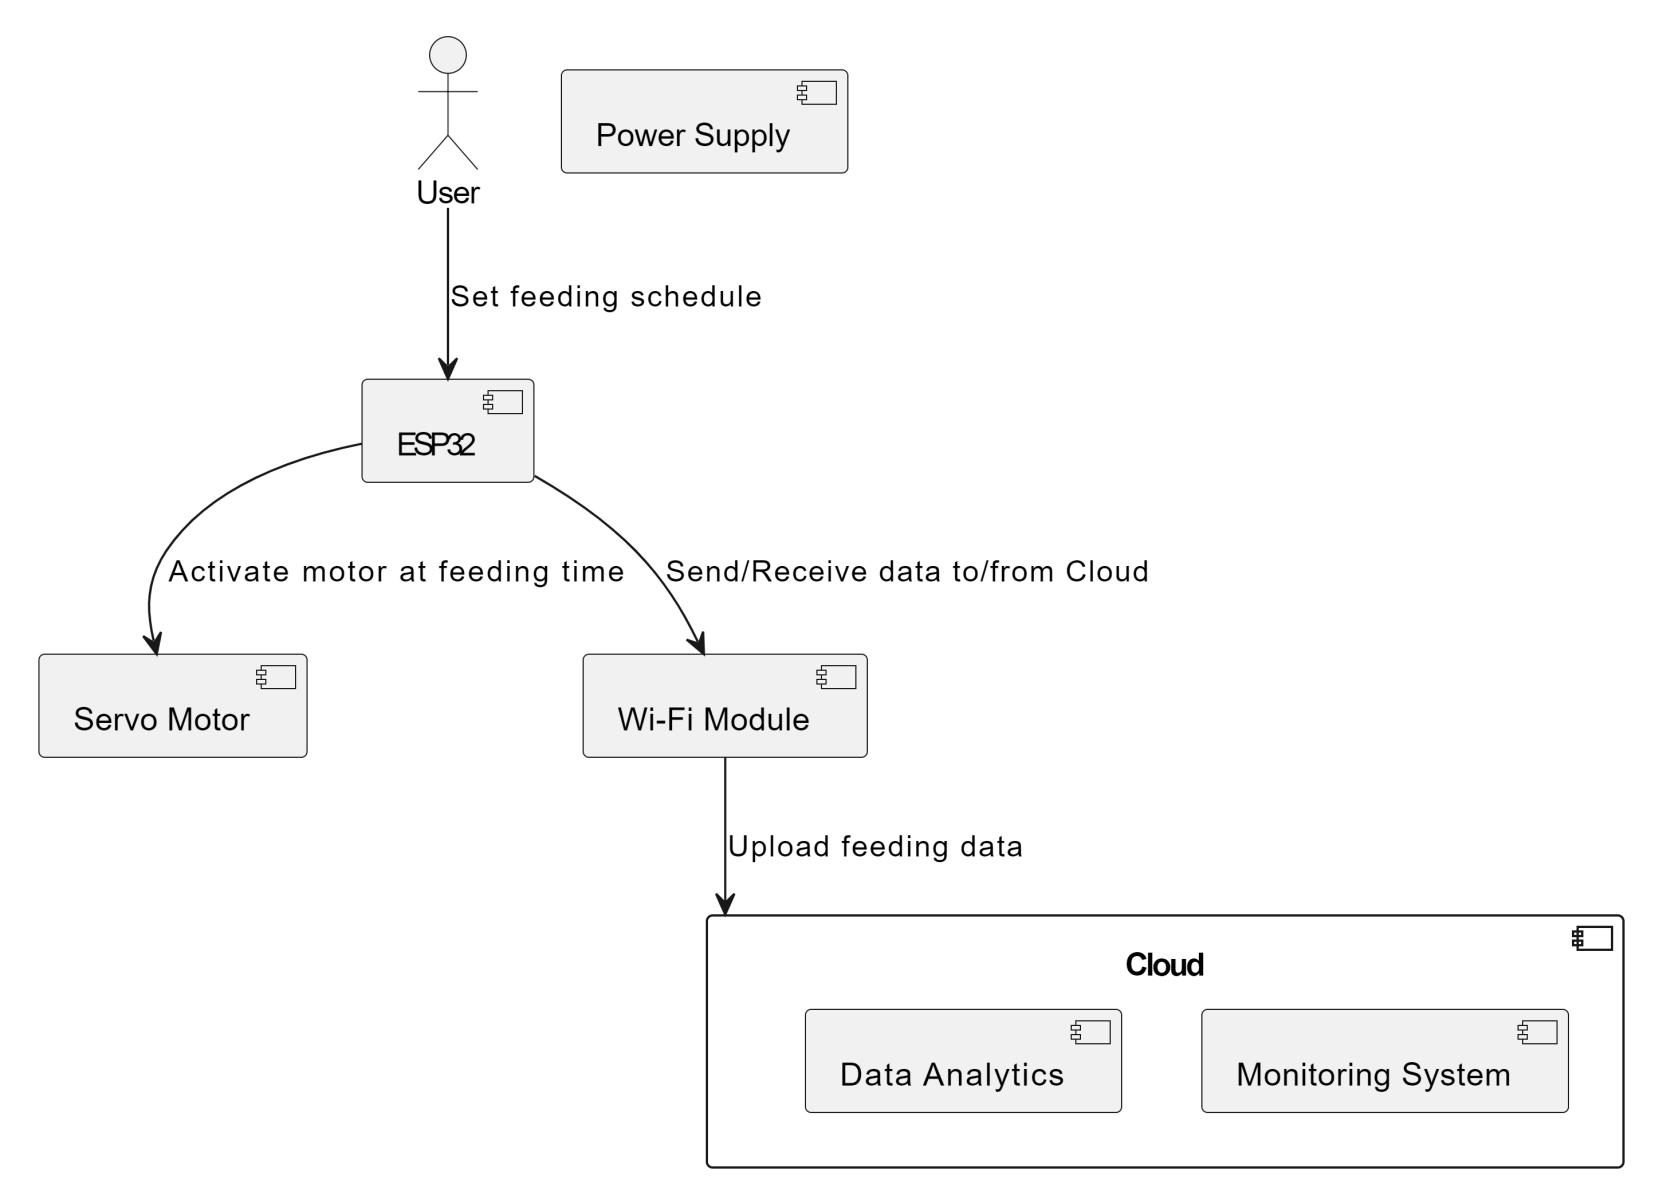 Power Supply
User
Set feeding schedule
ESP32
Activate motor at feeding time
Send/Receive data to/from Cloud
Servo Motor
Wi-Fi Module
Upload feeding data
Cloud
Data Analytics
Monitoring System